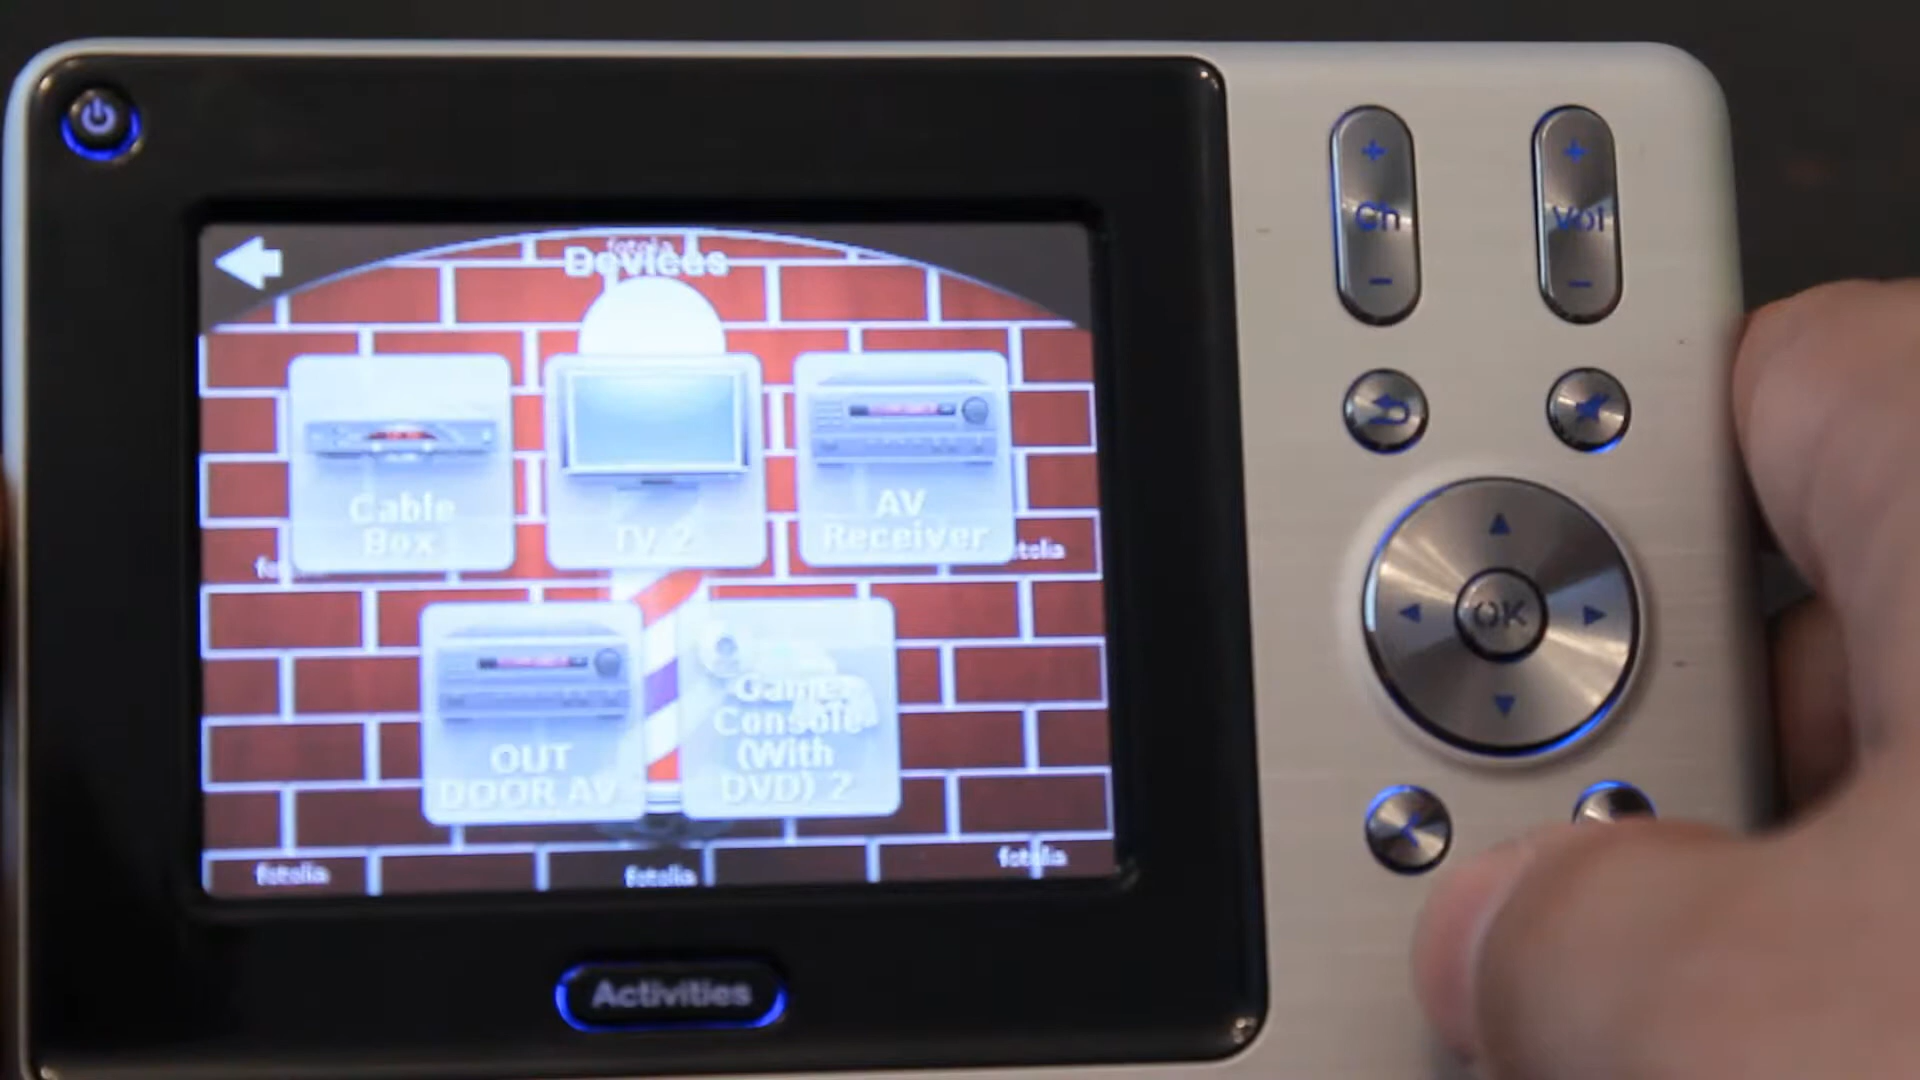 fotolia
Devices
+
Ch
-
+
Vol
-
Cable
Box
TV 2
AV
Receiver
OK
OUT
DOOR AV
Game
Console
(With
DVD) 2
fotolia
fotolia
fotolia
Activities